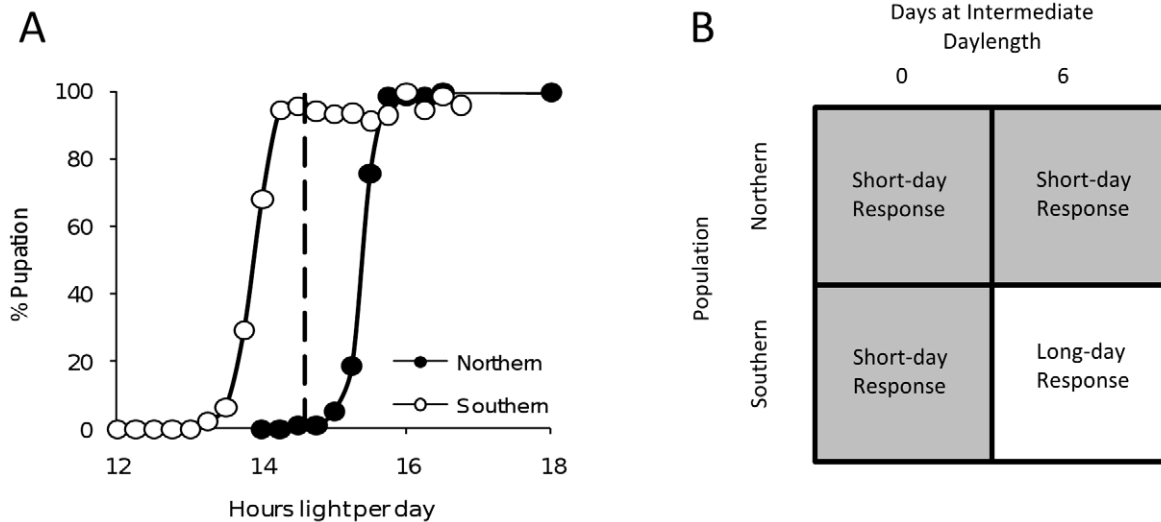 A
100
80
60
40
20
0
% Pupation
12
14
16
18
Hours light per day
Northern
Southern
B
Days at Intermediate
Daylength
0
6
Population
Northern
Southern
Short-day
Response
Short-day
Response
Short-day
Response
Long-day
Response